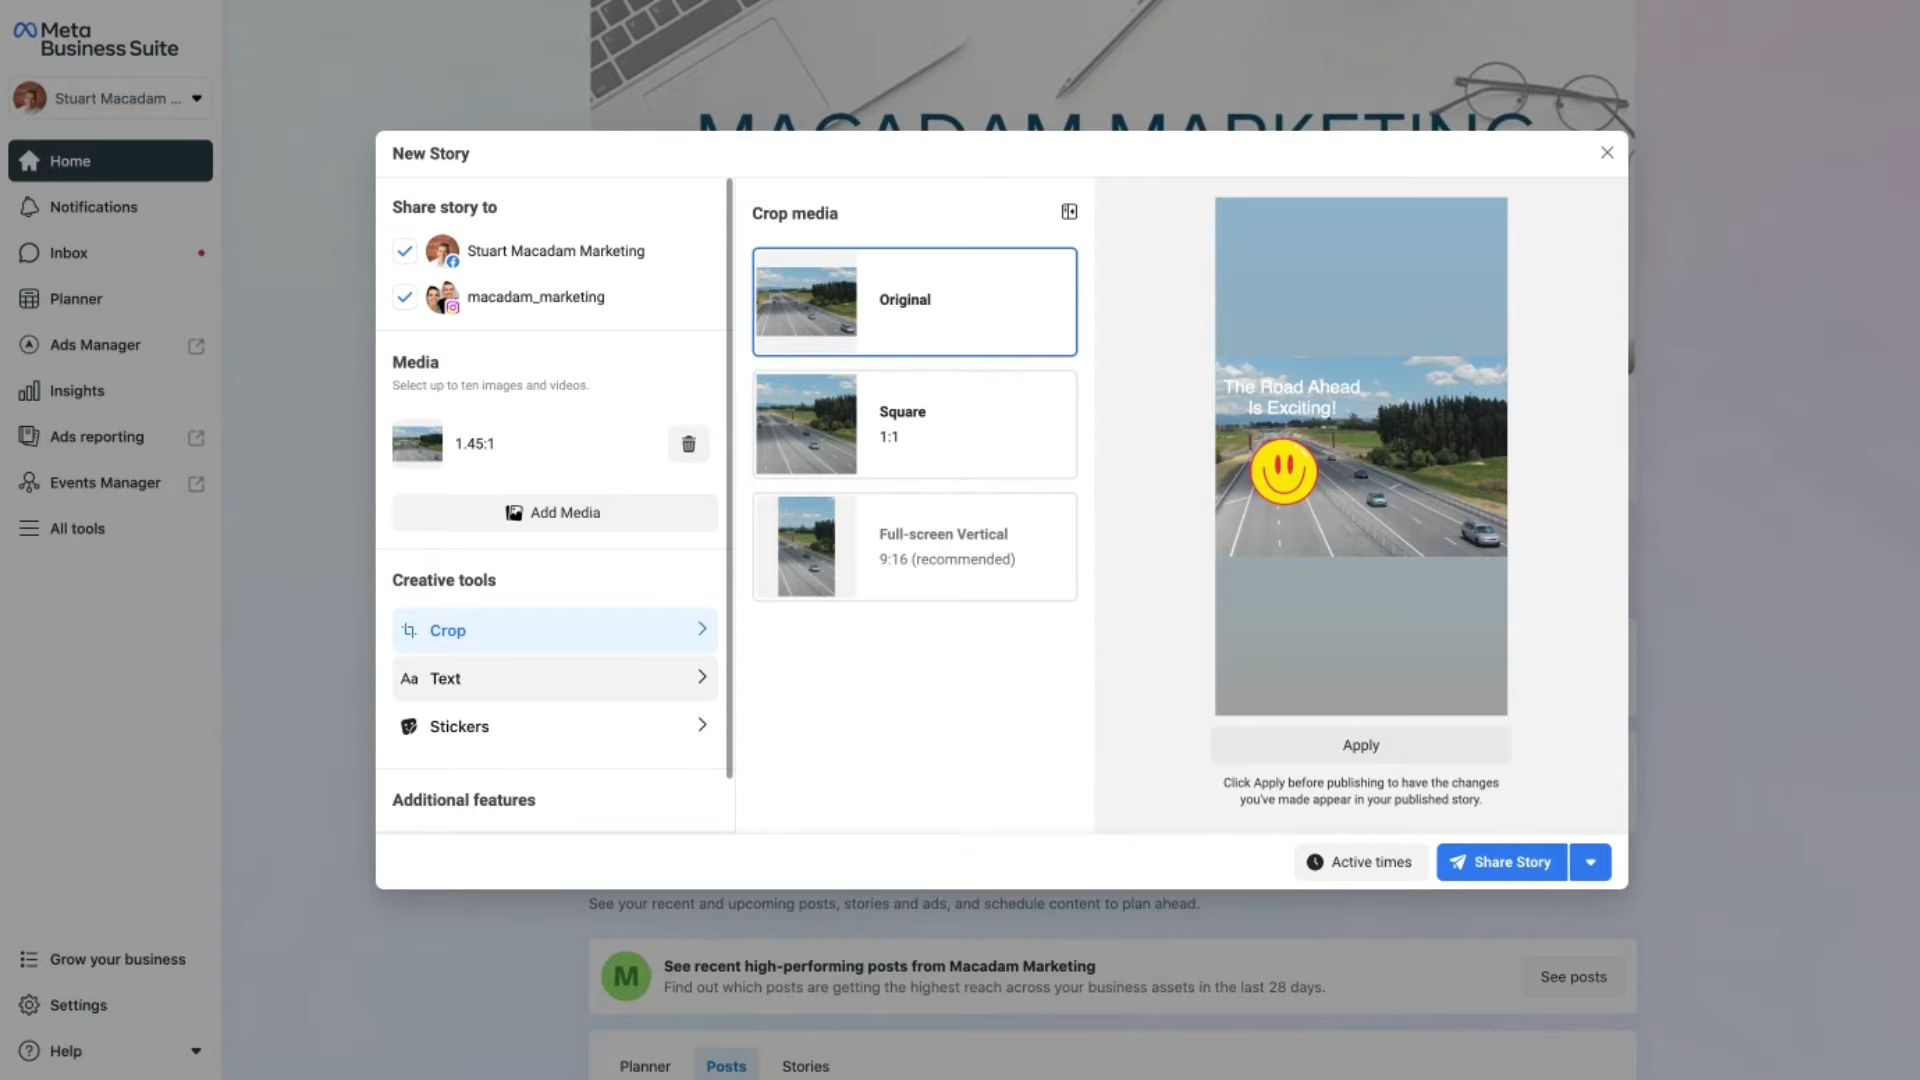 Meta
Business Suite
Stuart Macadam ...
Home
Notifications
Inbox
Planner
Ads Manager
Insights
Ads reporting
Events Manager
All tools
Grow your business
Settings
Help
MACADAM MARKETING
New Story
Share story to
Stuart Macadam Marketing
macadam_marketing
Media
Select up to ten images and videos.
1.45:1
Add Media
Creative tools
Crop
Aa Text
Stickers
Additional features
Crop media
Original
Square
1:1
Full-screen Vertical
9:16 (recommended)
The Road Ahead
Is Exciting!
Apply
Click Apply before publishing to have the changes
you've made appear in your published story.
Active times
Share Story
See your recent and upcoming posts, stories and ads, and schedule content to plan ahead.
M
See recent high-performing posts from Macadam Marketing
Find out which posts are getting the highest reach across your business assets in the last 28 days.
See posts
Planner
Posts
Stories